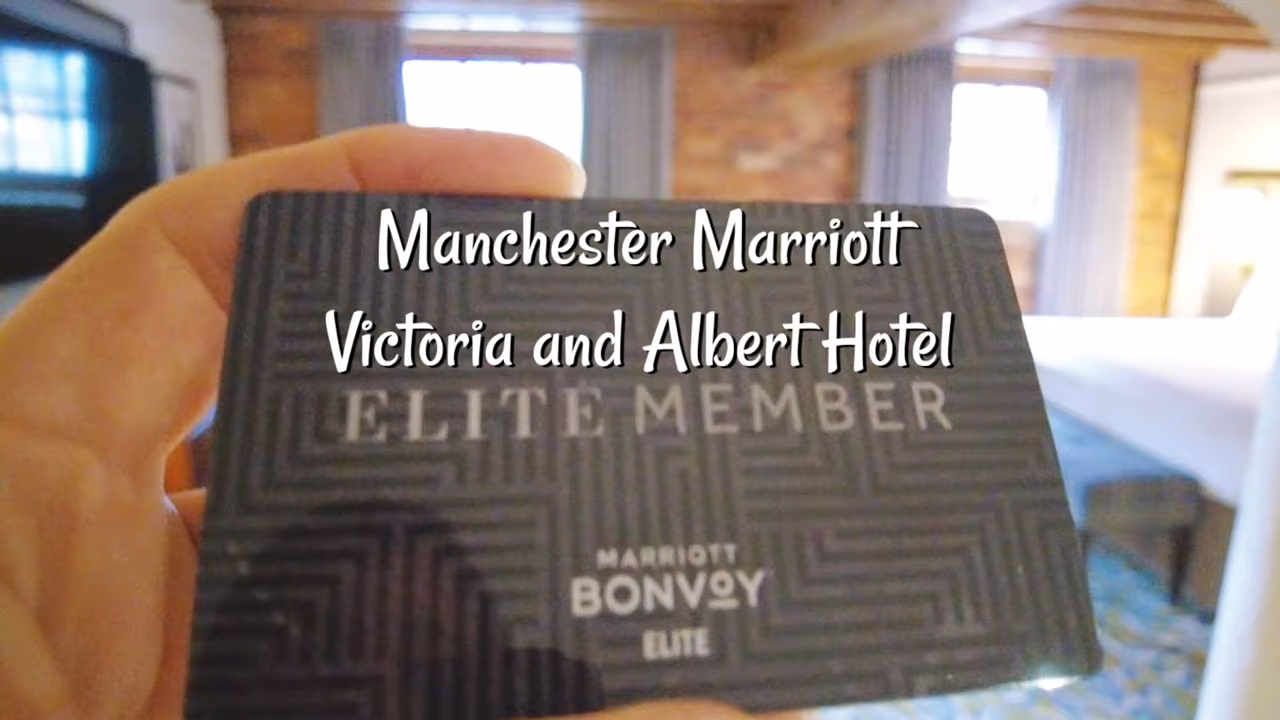 Manchester Marriott
Victoria and Albert Hotel
ELITE MEMBER
MARRIOTT
BONVOY
ELITE